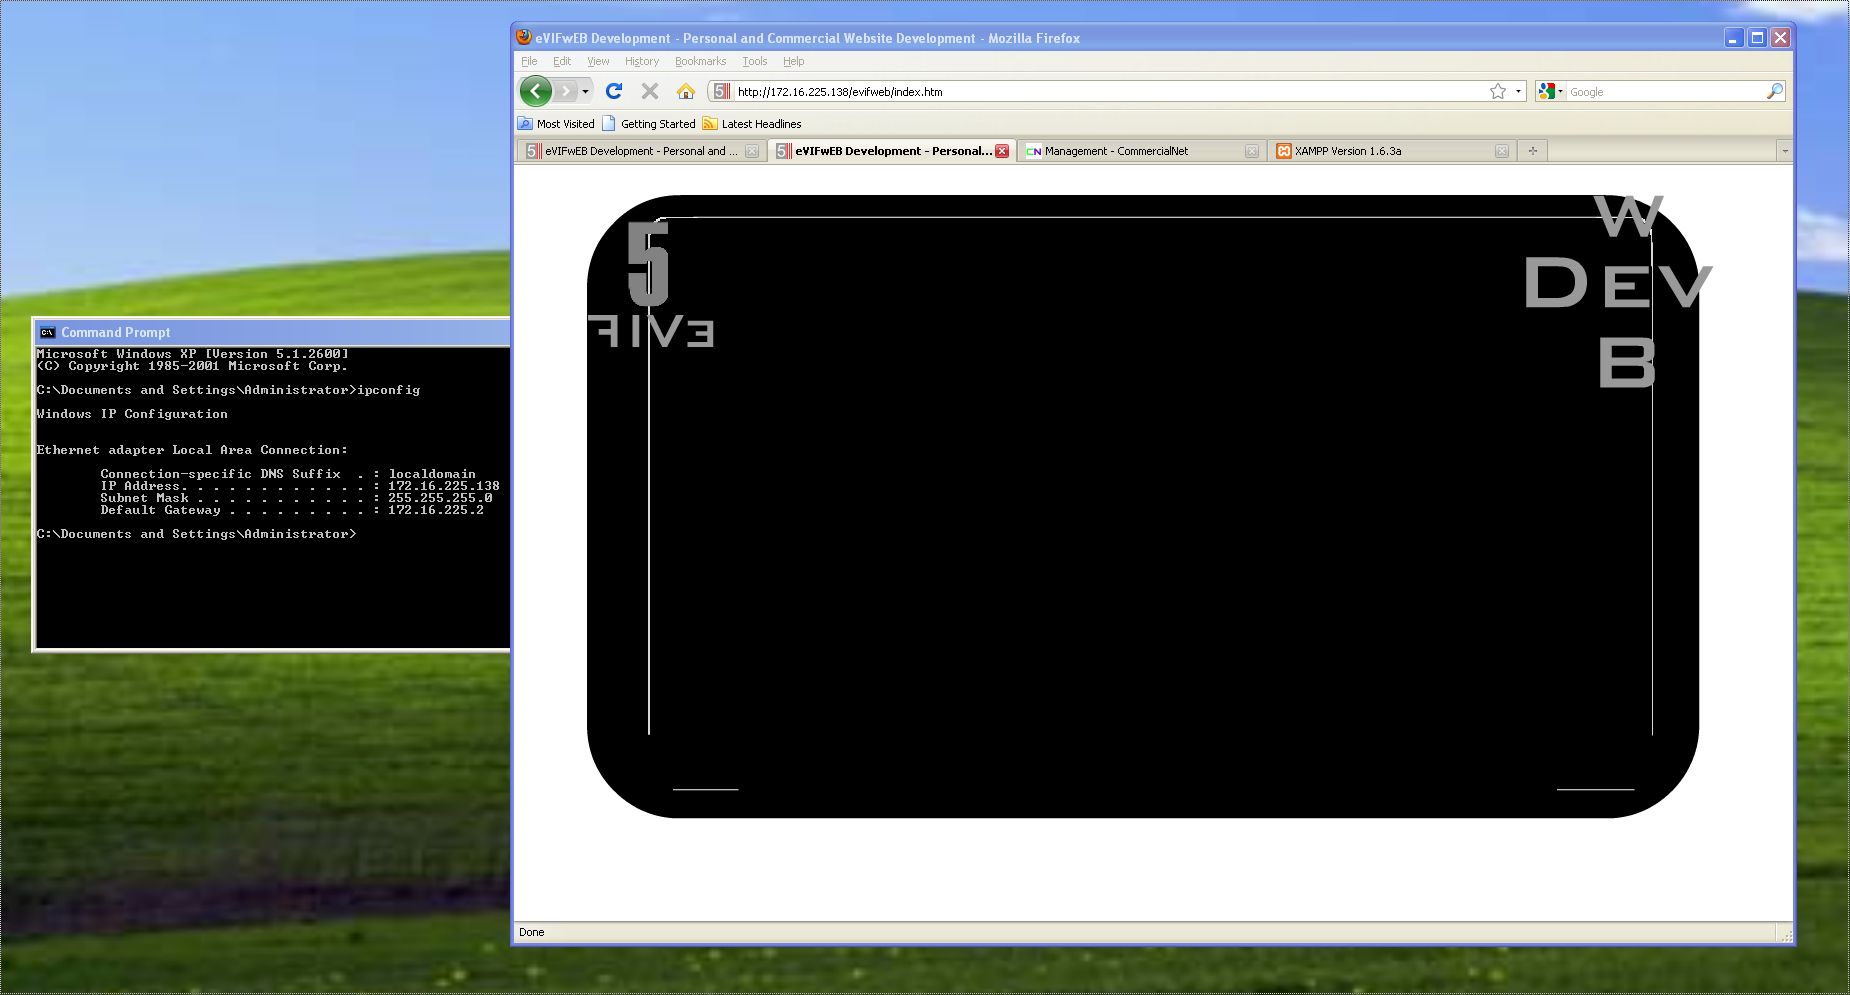 eVIFwEB Development - Personal and Commercial Website Development - Mozilla Firefox
File Edit View History Bookmarks Tools Help
5 http://172.16.225.138/evifweb/index.htm Google
Most Visited Getting Started Latest Headlines
5 eVIFwEB Development - Personal and ... 5 eVIFwEB Development - Personal... CN Management - CommercialNet XAMPP Version 1.6.3a
5
FIVE
W
DEV
B
Done
C:\ Command Prompt
Microsoft Windows XP [Version 5.1.2600]
(C) Copyright 1985-2001 Microsoft Corp.
C:\Documents and Settings\Administrator>ipconfig
Windows IP Configuration
Ethernet adapter Local Area Connection:
Connection-specific DNS Suffix . : localdomain
IP Address. . . . . . . . . . . . : 172.16.225.138
Subnet Mask . . . . . . . . . . . : 255.255.255.0
Default Gateway . . . . . . . . . : 172.16.225.2
C:\Documents and Settings\Administrator>